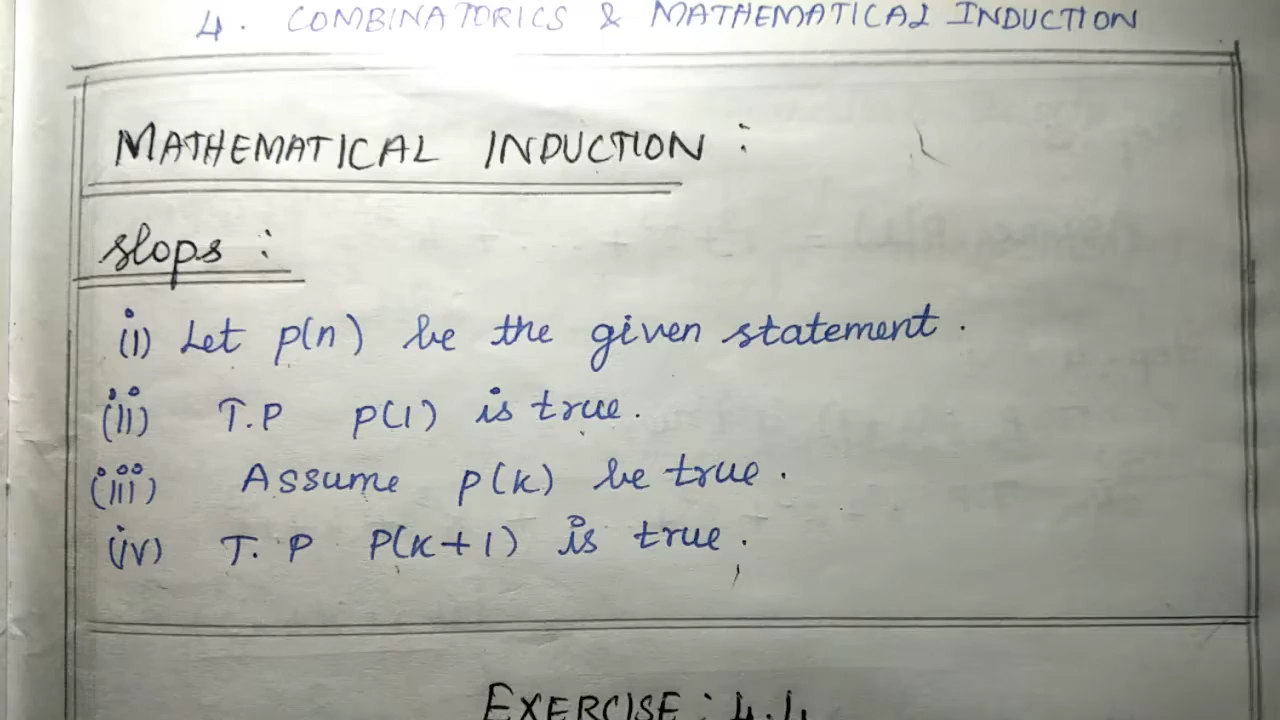 4. COMBINATORICS & MATHEMATICAL INDUCTION
MATHEMATICAL INDUCTION :
slops :
(i) Let p(n) be the given statement.
(ii) T.P p(1) is true.
(iii) Assume p(k) be true.
(iv) T.P P(k+1) is true.
EXERCISE : 4.4